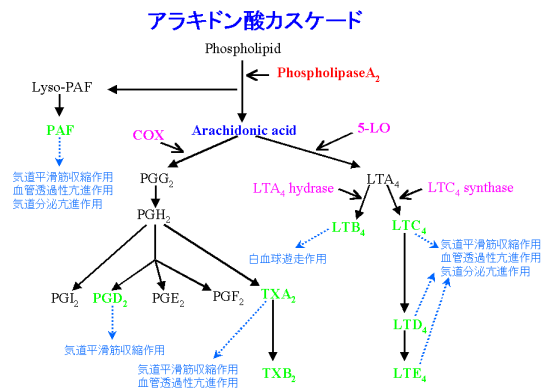 アラキドン酸カスケード
Phospholipid
PhospholipaseA2
Lyso-PAF
PAF
COX
Arachidonic acid
5-LO
気道平滑筋収縮作用
血管透過性亢進作用
気道分泌亢進作用
PGG2
LTA4
LTA4 hydrase
LTC4 synthase
PGH2
LTB4
LTC4
白血球遊走作用
気道平滑筋収縮作用
血管透過性亢進作用
気道分泌亢進作用
PGI2
PGD2
PGE2
PGF2
TXA2
LTD4
気道平滑筋収縮作用
気道平滑筋収縮作用
血管透過性亢進作用
TXB2
LTE4